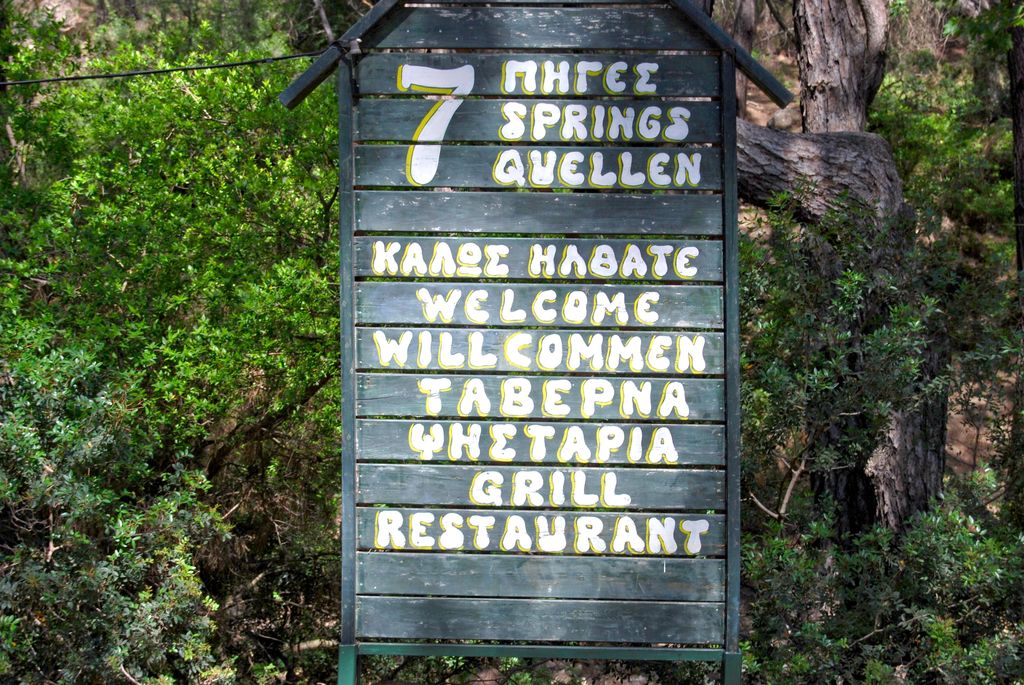 7 ΠΗΓΕΣ
SPRINGS
QUELLEN
ΚΑΛΩΣ ΗΛΘΑΤΕ
WELCOME
WILLCOMMEN
ΤΑΒΕΡΝΑ
ΨΗΣΤΑΡΙΑ
GRILL
RESTAURANT